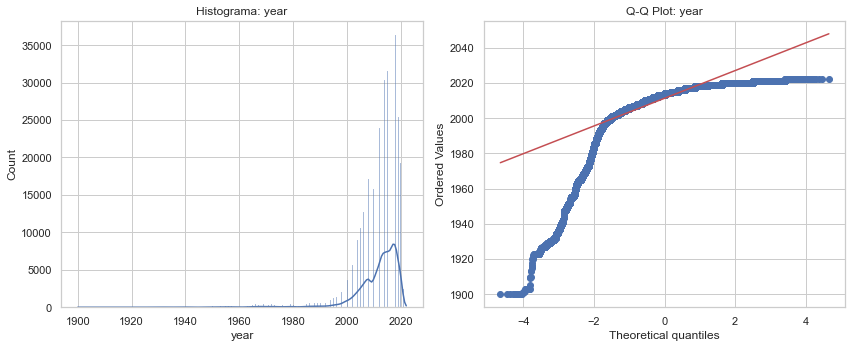 Histograma: year
Count
35000
30000
25000
20000
15000
10000
5000
0
1900 1920 1940 1960 1980 2000 2020
year
Q-Q Plot: year
Ordered Values
2040
2020
2000
1980
1960
1940
1920
1900
−4 −2 0 2 4
Theoretical quantiles